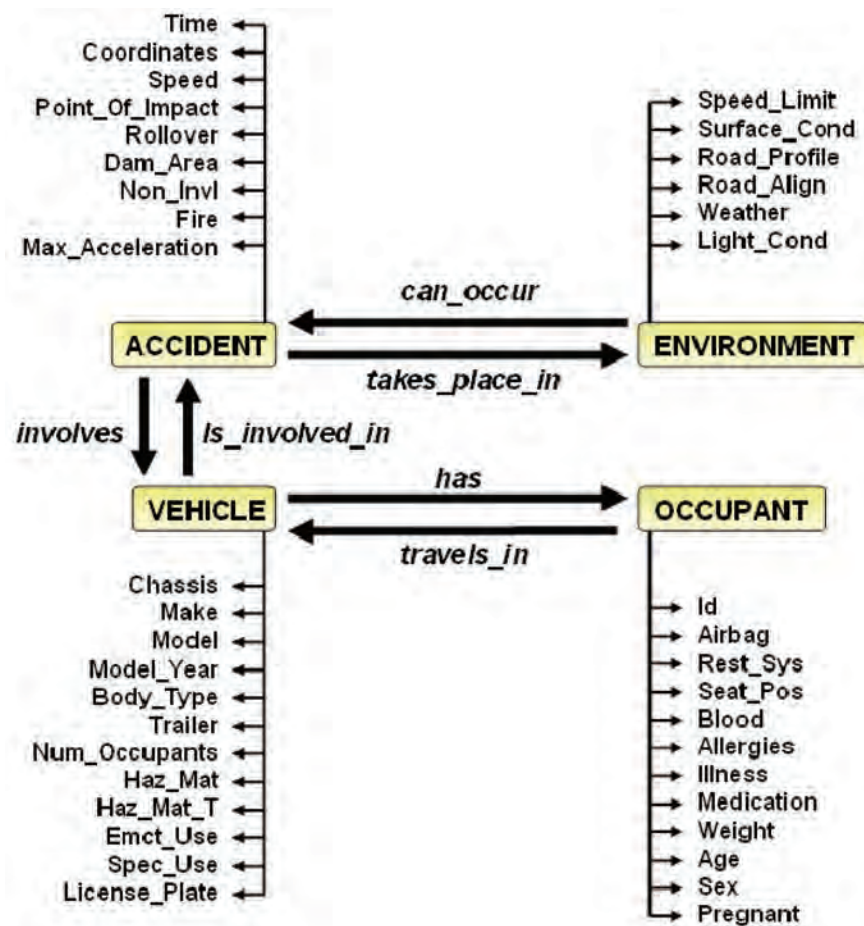 Time
Coordinates
Speed
Point_Of_Impact
Rollover
Dam_Area
Non_Invl
Fire
Max_Acceleration
Speed_Limit
Surface_Cond
Road_Profile
Road_Align
Weather
Light_Cond
can_occur
ACCIDENT
ENVIRONMENT
takes_place_in
involves
Is_involved_in
has
VEHICLE
OCCUPANT
travels_in
Chassis
Make
Model
Model_Year
Body_Type
Trailer
Num_Occupants
Haz_Mat
Haz_Mat_T
Emct_Use
Spec_Use
License_Plate
Id
Airbag
Rest_Sys
Seat_Pos
Blood
Allergies
Illness
Medication
Weight
Age
Sex
Pregnant